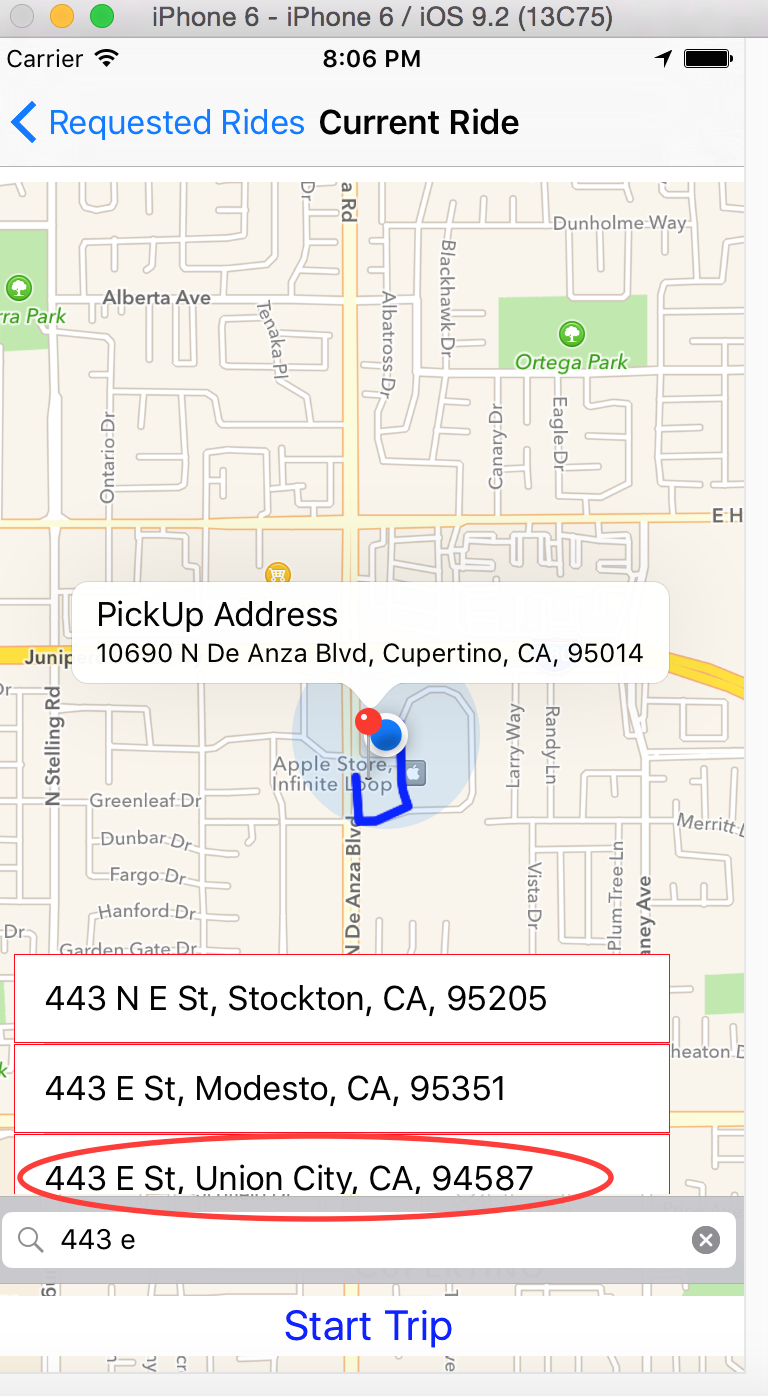 iPhone 6 - iPhone 6 / iOS 9.2 (13C75)
Carrier 8:06 PM
Requested Rides Current Ride
Dr
a Rd
Dunholme Way
Blackhawk Dr
Alberta Ave
Albatross Dr
Tenaka Pl
rra Park
Ortega Park
Ontario Dr
Canary Dr
Eagle Dr
E H
PickUp Address
10690 N De Anza Blvd, Cupertino, CA, 95014
Junipe
Dr
N Stelling Rd
Larry Way
Randy Ln
Apple Store,
Infinite Loop
Greenleaf Dr
Merritt D
Dunbar Dr
N De Anza Blvd
Fargo Dr
Vista Dr
Plum Tree Ln
aney Ave
Hanford Dr
Dr
Garden Gate Dr
443 N E St, Stockton, CA, 95205
heaton D
k
443 E St, Modesto, CA, 95351
443 E St, Union City, CA, 94587
443 e
Start Trip